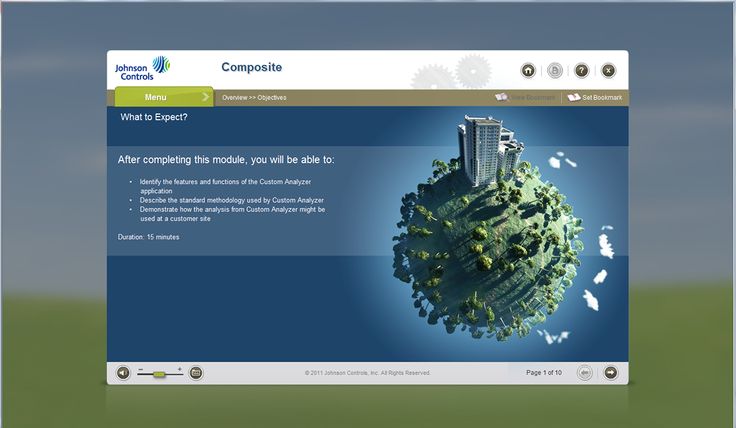 Johnson
Controls
Composite
?
x
Menu
Overview >> Objectives
View Bookmark
Set Bookmark
What to Expect?
After completing this module, you will be able to:
• Identify the features and functions of the Custom Analyzer
application
• Describe the standard methodology used by Custom Analyzer
• Demonstrate how the analysis from Custom Analyzer might be
used at a customer site
Duration: 15 minutes
− +
© 2011 Johnson Controls, Inc. All Rights Reserved.
Page 1 of 10